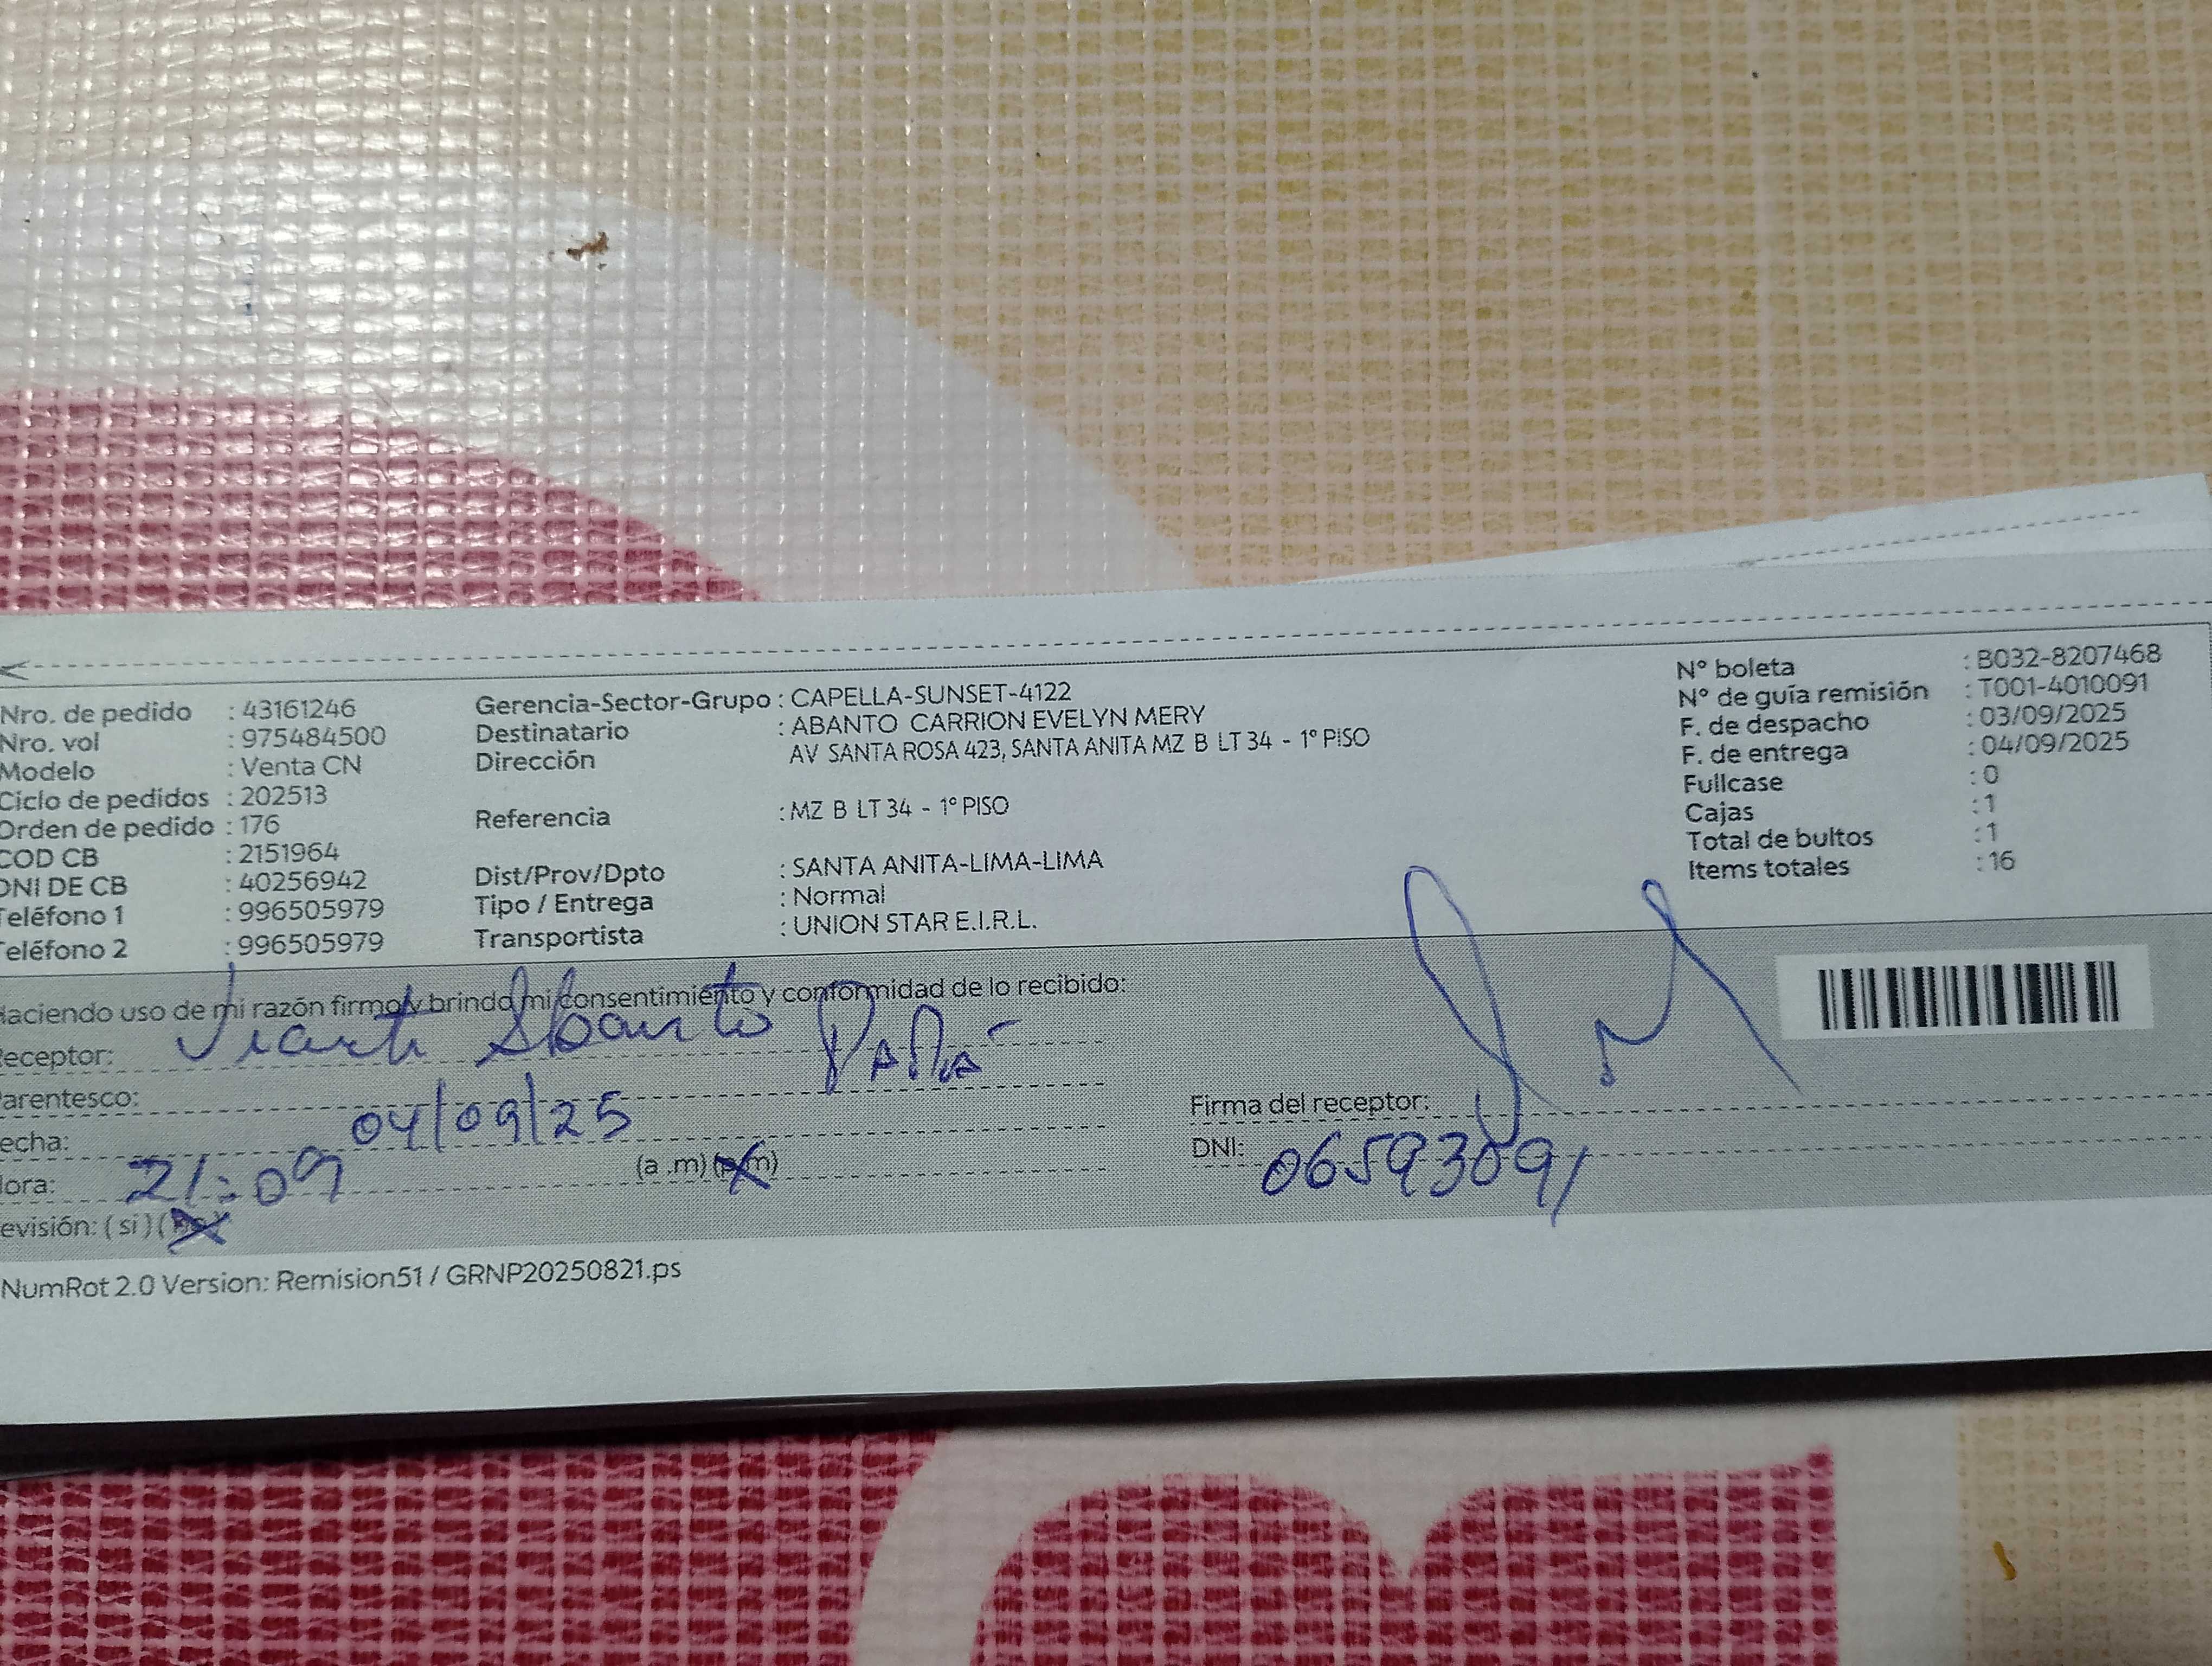 Nro. de pedido : 43161246
Nro. vol : 975484500
Modelo : Venta CN
Ciclo de pedidos : 202513
Orden de pedido : 176
COD CB : 2151964
DNI DE CB : 40256942
Teléfono 1 : 996505979
Teléfono 2 : 996505979
Gerencia-Sector-Grupo : CAPELLA-SUNSET-4122
Destinatario : ABANTO CARRION EVELYN MERY
Dirección AV SANTA ROSA 423, SANTA ANITA MZ B LT 34 - 1º PISO
Referencia : MZ B LT 34 - 1º PISO
Dist/Prov/Dpto : SANTA ANITA-LIMA-LIMA
Tipo / Entrega : Normal
Transportista : UNION STAR E.I.R.L.
Nº boleta : B032-8207468
Nº de guía remisión : T001-4010091
F. de despacho : 03/09/2025
F. de entrega : 04/09/2025
Fullcase : 0
Cajas : 1
Total de bultos : 1
Items totales : 16
Haciendo uso de mi razón firmo y brindo mi consentimiento y conformidad de lo recibido:
Receptor: Abanto PAPÁ
Parentesco:
Fecha: 04/09/25
Hora: 21:09 (a .m) (p.m)
Revisión: ( si ) (no)
Firma del receptor:
DNI: 06593091
NumRot 2.0 Version: Remision51 / GRNP20250821.ps